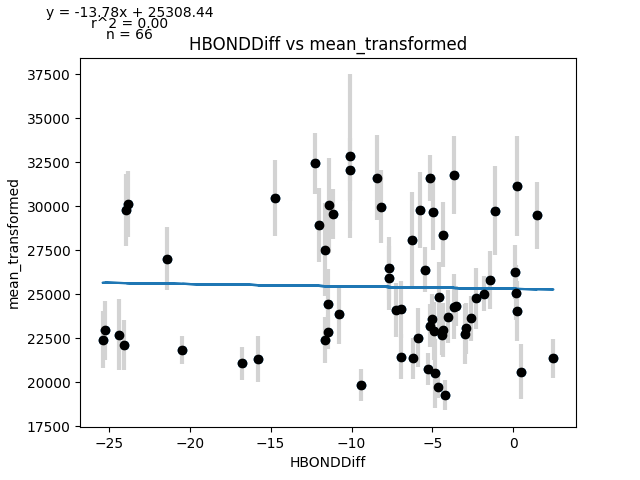 y = -13.78x + 25308.44
r^2 = 0.00
n = 66
HBONDDiff vs mean_transformed
37500
35000
32500
30000
27500
25000
22500
20000
17500
mean_transformed
−25
−20
−15
−10
−5
0
HBONDDiff